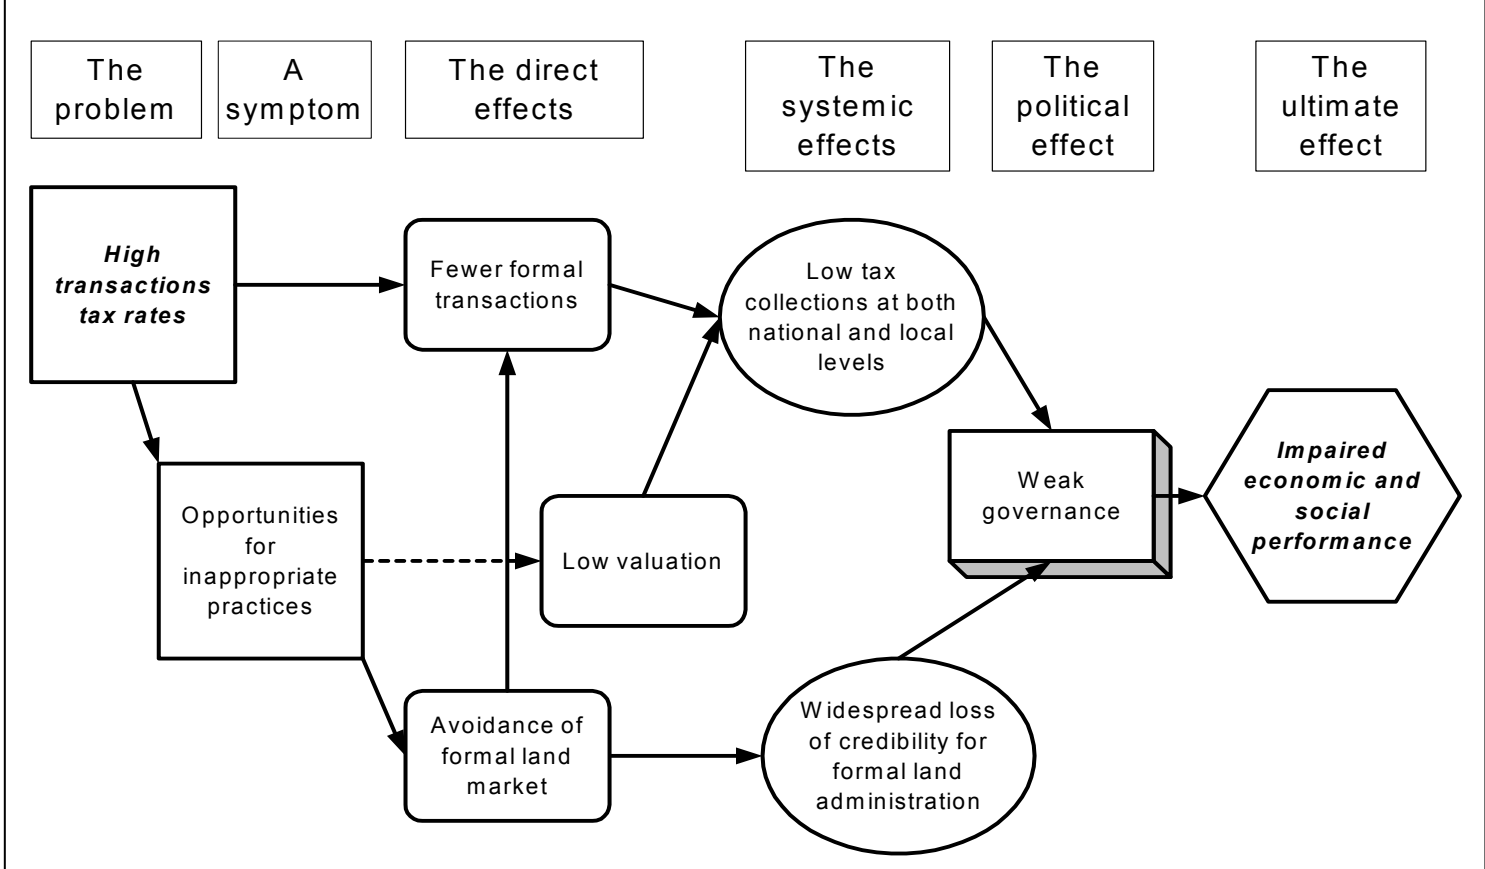 The
problem
A
symptom
The direct
effects
The
systemic
effects
The
political
effect
The
ultimate
effect
High
transactions
tax rates
Fewer formal
transactions
Low tax
collections at both
national and local
levels
Opportunities
for
inappropriate
practices
Low valuation
Weak
governance
Impaired
economic and
social
performance
Avoidance of
formal land
market
Widespread loss
of credibility for
formal land
administration